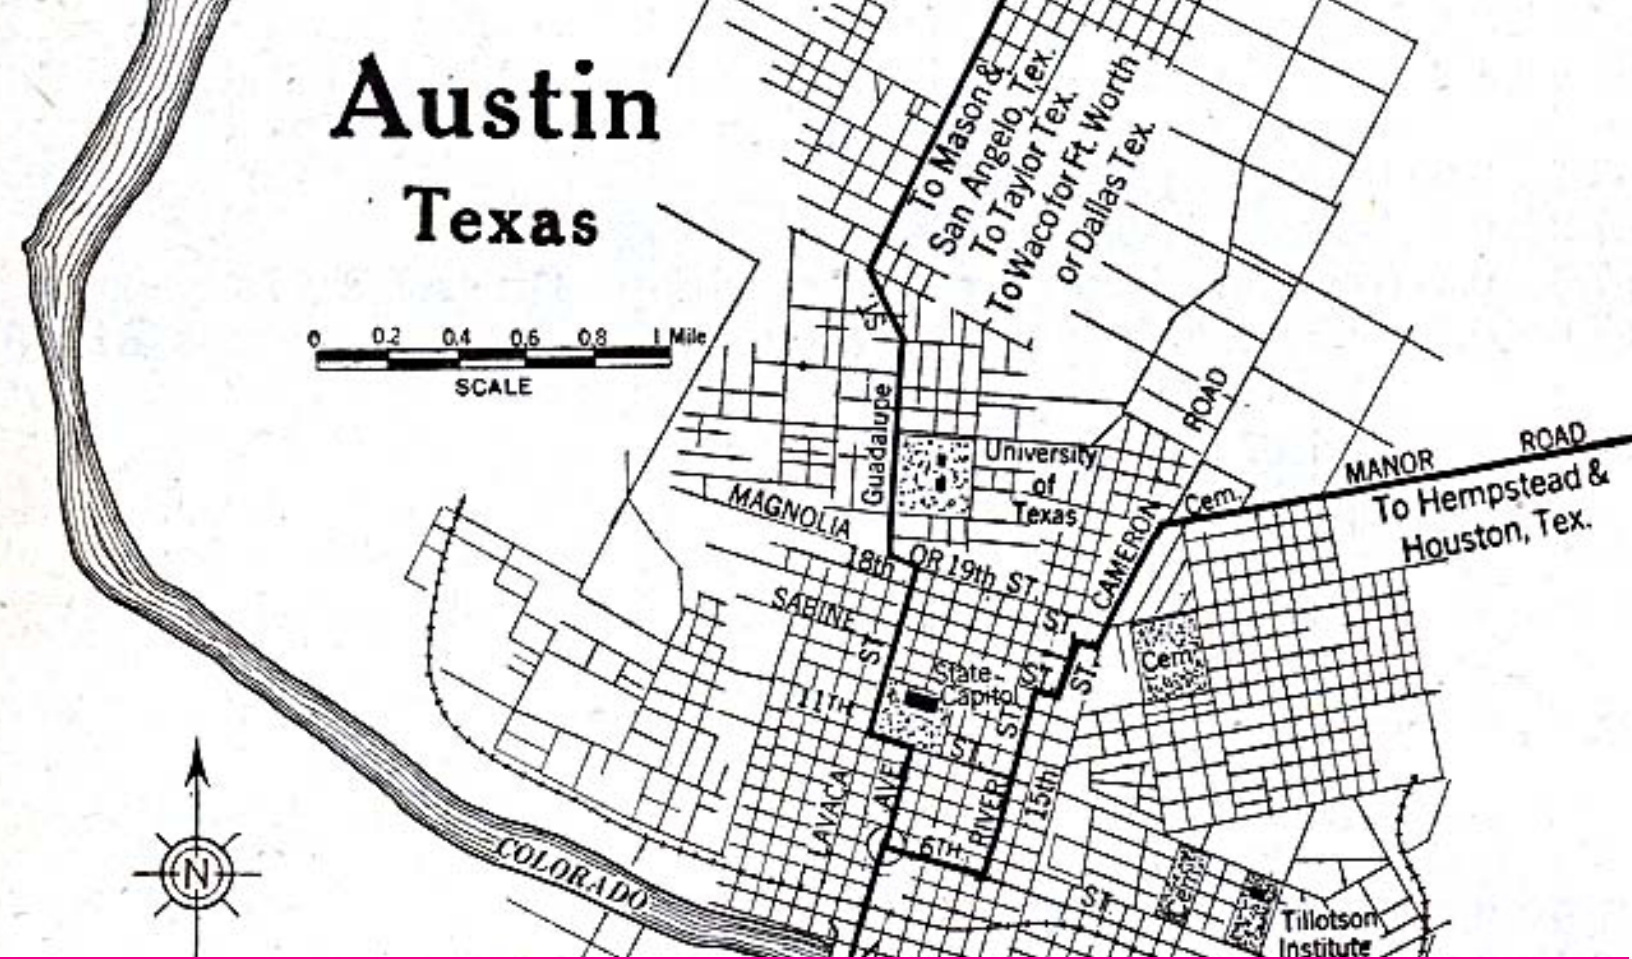 Austin
Texas
0 0.2 0.4 0.6 0.8 1 Mile
SCALE
To Mason &
San Angelo, Tex.
To Taylor Tex.
To Waco for Ft. Worth
or Dallas Tex.
ST.
Guadalupe
ROAD
University
of
Texas
MANOR ROAD
To Hempstead &
Houston, Tex.
Cem.
MAGNOLIA
CAMERON
18th OR 19th ST.
SABINE
ST
ST
Cem.
State
Capitol
ST
ST.
11TH
ST
ST.
LAVACA
AVE
RIVER
15th
6TH
ST.
COLORADO
N
Cem
Tillotson
Institute